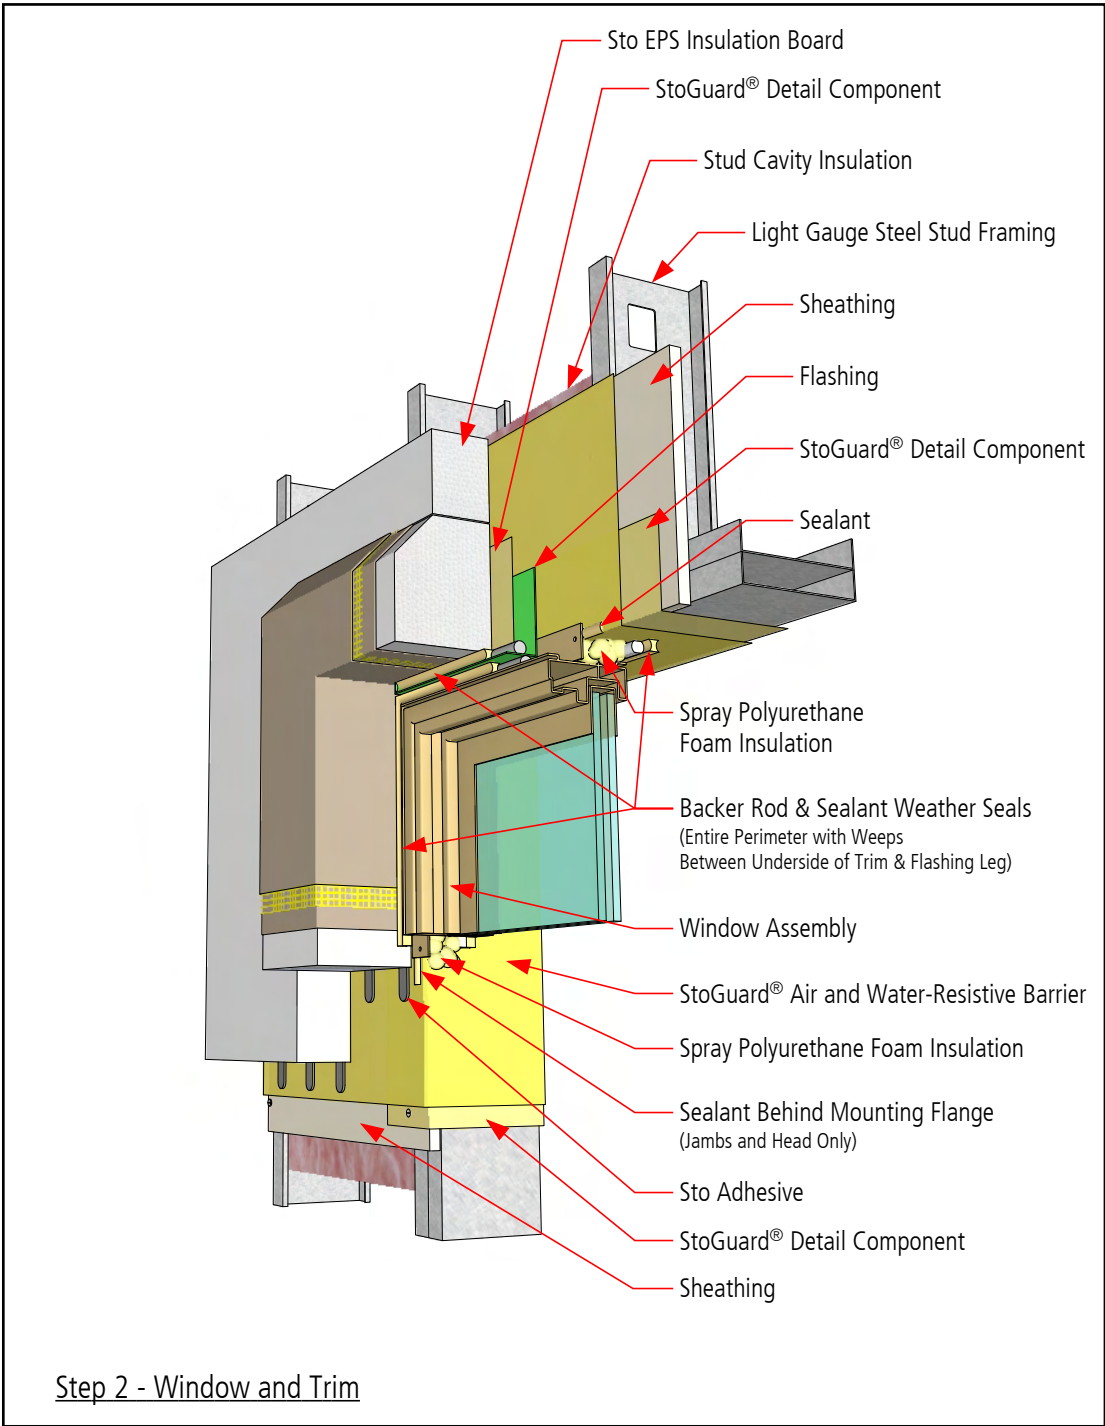 Sto EPS Insulation Board
StoGuard® Detail Component
Stud Cavity Insulation
Light Gauge Steel Stud Framing
Sheathing
Flashing
StoGuard® Detail Component
Sealant
Spray Polyurethane
Foam Insulation
Backer Rod & Sealant Weather Seals
(Entire Perimeter with Weeps
Between Underside of Trim & Flashing Leg)
Window Assembly
StoGuard® Air and Water-Resistive Barrier
Spray Polyurethane Foam Insulation
Sealant Behind Mounting Flange
(Jambs and Head Only)
Sto Adhesive
StoGuard® Detail Component
Sheathing
Step 2 - Window and Trim